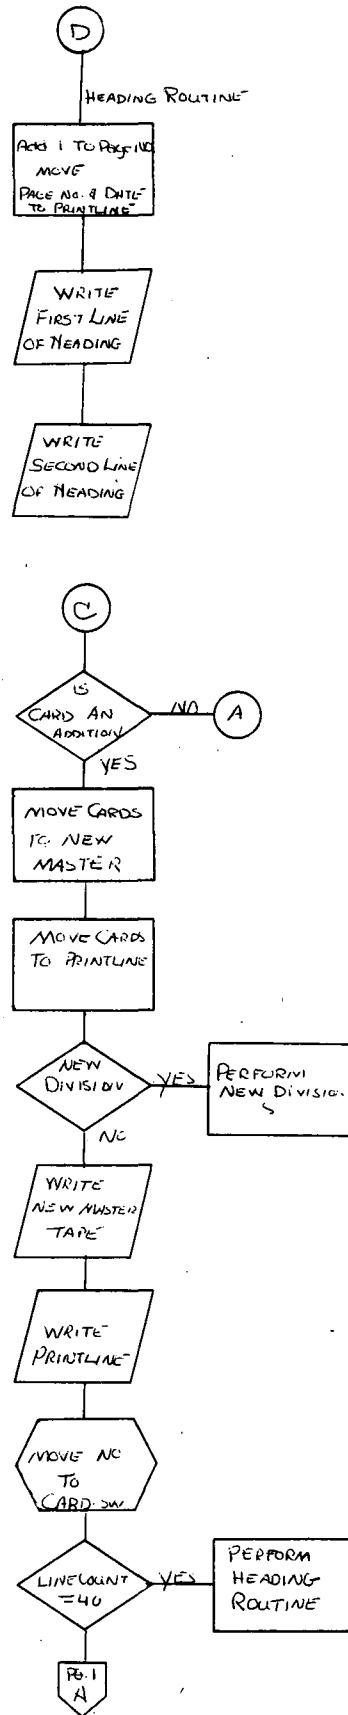 D
HEADING ROUTINE
ADD 1 TO PAGE NO
MOVE
PAGE NO. & DATE
TO PRINTLINE
WRITE
FIRST LINE
OF HEADING
WRITE
SECOND LINE
OF HEADING
C
IS
CARD AN
ADDITION
NO
A
YES
MOVE CARDS
TO NEW
MASTER
MOVE CARDS
TO PRINTLINE
NEW
DIVISION
YES
PERFORM
NEW DIVISION
NO
WRITE
NEW MASTER
TAPE
WRITE
PRINTLINE
MOVE NO
TO
CARD-SW
LINECOUNT
=40
YES
PERFORM
HEADING
ROUTINE
PG. 1
A